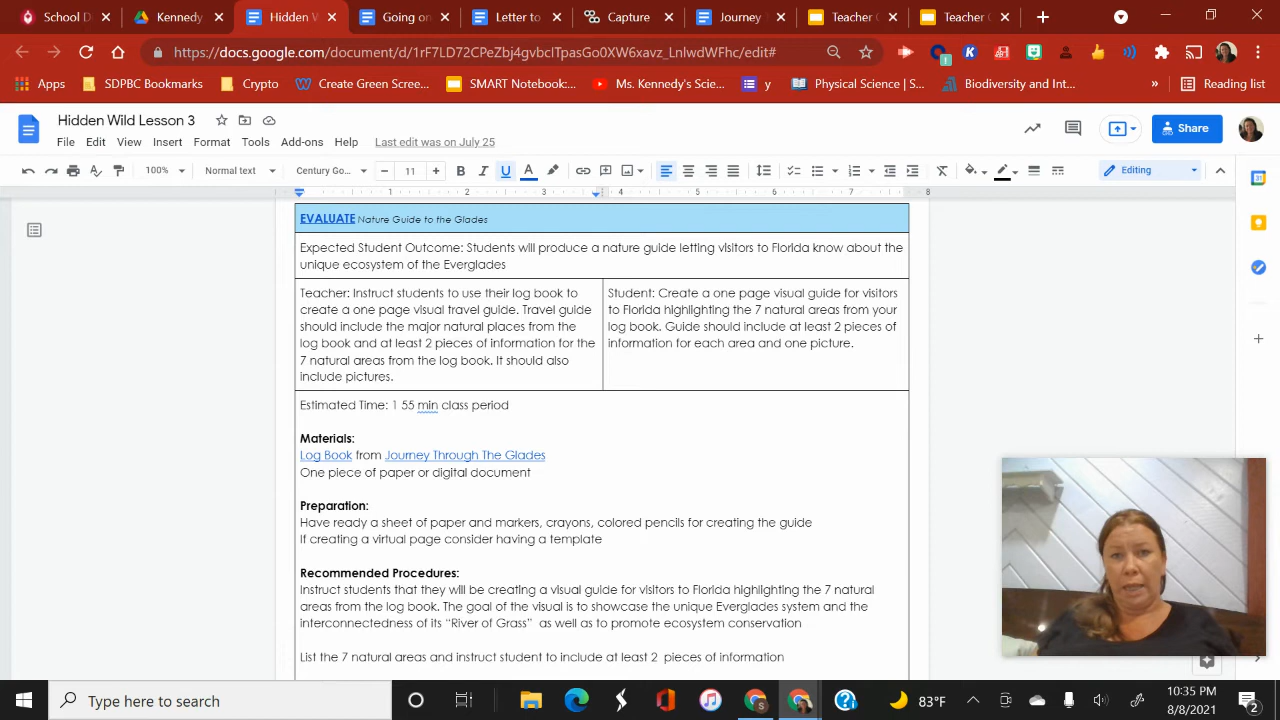 School D
Kennedy
Hidden W
Going on
Letter to
Capture
Journey
Teacher
Teacher
https://docs.google.com/document/d/1rF7LD72CPeZbj4gvbcITpasGo0XW6xavz_LnlwdWFhc/edit#
Apps
SDPBC Bookmarks
Crypto
Create Green Scree...
SMART Notebook:...
Ms. Kennedy's Scie...
y
Physical Science | S...
Biodiversity and Int...
»
Reading list
Hidden Wild Lesson 3
Share
File Edit View Insert Format Tools Add-ons Help Last edit was on July 25
100% Normal text Century Go... 11 Editing
1 2 3 4 5 6 7 8
EVALUATE Nature Guide to the Glades
Expected Student Outcome: Students will produce a nature guide letting visitors to Florida know about the
unique ecosystem of the Everglades
Teacher: Instruct students to use their log book to
create a one page visual travel guide. Travel guide
should include the major natural places from the
log book and at least 2 pieces of information for the
7 natural areas from the log book. It should also
include pictures.
Student: Create a one page visual guide for visitors
to Florida highlighting the 7 natural areas from your
log book. Guide should include at least 2 pieces of
information for each area and one picture.
Estimated Time: 1 55 min class period
Materials:
Log Book from Journey Through The Glades
One piece of paper or digital document
Preparation:
Have ready a sheet of paper and markers, crayons, colored pencils for creating the guide
If creating a virtual page consider having a template
Recommended Procedures:
Instruct students that they will be creating a visual guide for visitors to Florida highlighting the 7 natural
areas from the log book. The goal of the visual is to showcase the unique Everglades system and the
interconnectedness of its "River of Grass" as well as to promote ecosystem conservation
List the 7 natural areas and instruct student to include at least 2 pieces of information
Type here to search
83°F
10:35 PM
8/8/2021
2